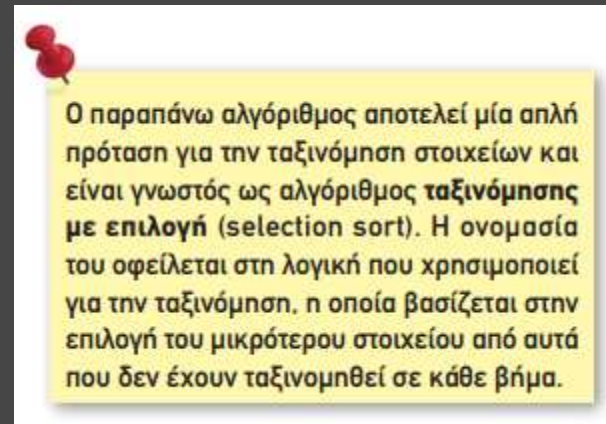 Ο παραπάνω αλγόριθμος αποτελεί μία απλή
πρόταση για την ταξινόμηση στοιχείων και
είναι γνωστός ως αλγόριθμος ταξινόμησης
με επιλογή (selection sort). Η ονομασία
του οφείλεται στη λογική που χρησιμοποιεί
για την ταξινόμηση, η οποία βασίζεται στην
επιλογή του μικρότερου στοιχείου από αυτά
που δεν έχουν ταξινομηθεί σε κάθε βήμα.